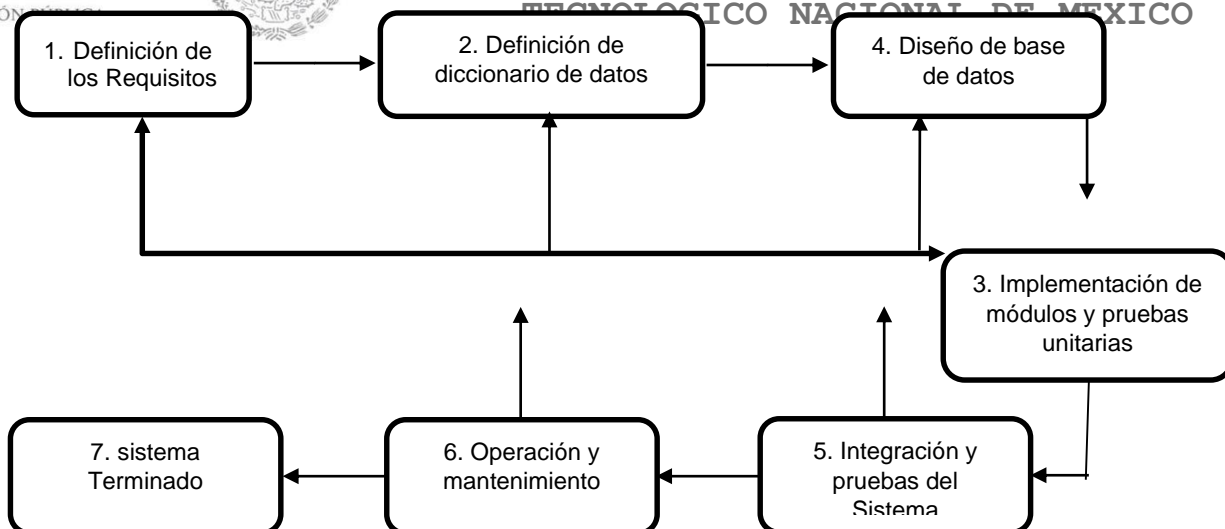 TECNOLOGICO NACIONAL DE MEXICO
1. Definición de
los Requisitos
2. Definición de
diccionario de datos
4. Diseño de base
de datos
3. Implementación de
módulos y pruebas
unitarias
7. sistema
Terminado
6. Operación y
mantenimiento
5. Integración y
pruebas del
Sistema